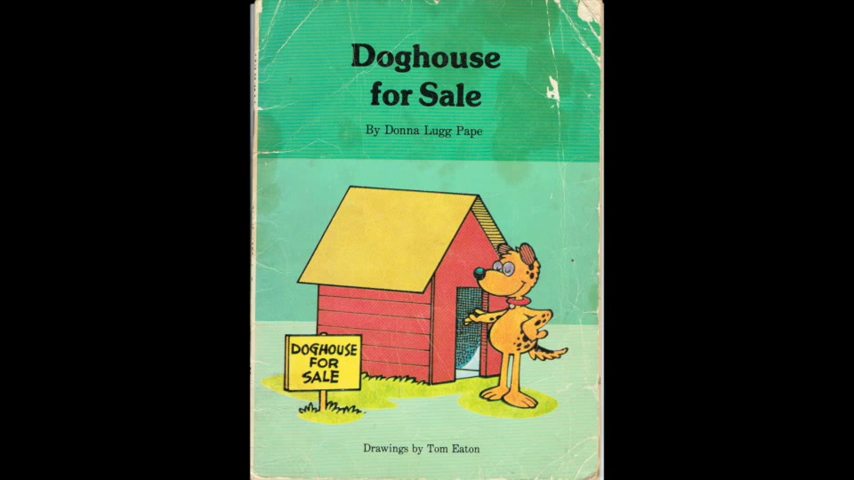 Doghouse
for Sale
By Donna Lugg Pape
DOGHOUSE
FOR
SALE
Drawings by Tom Eaton